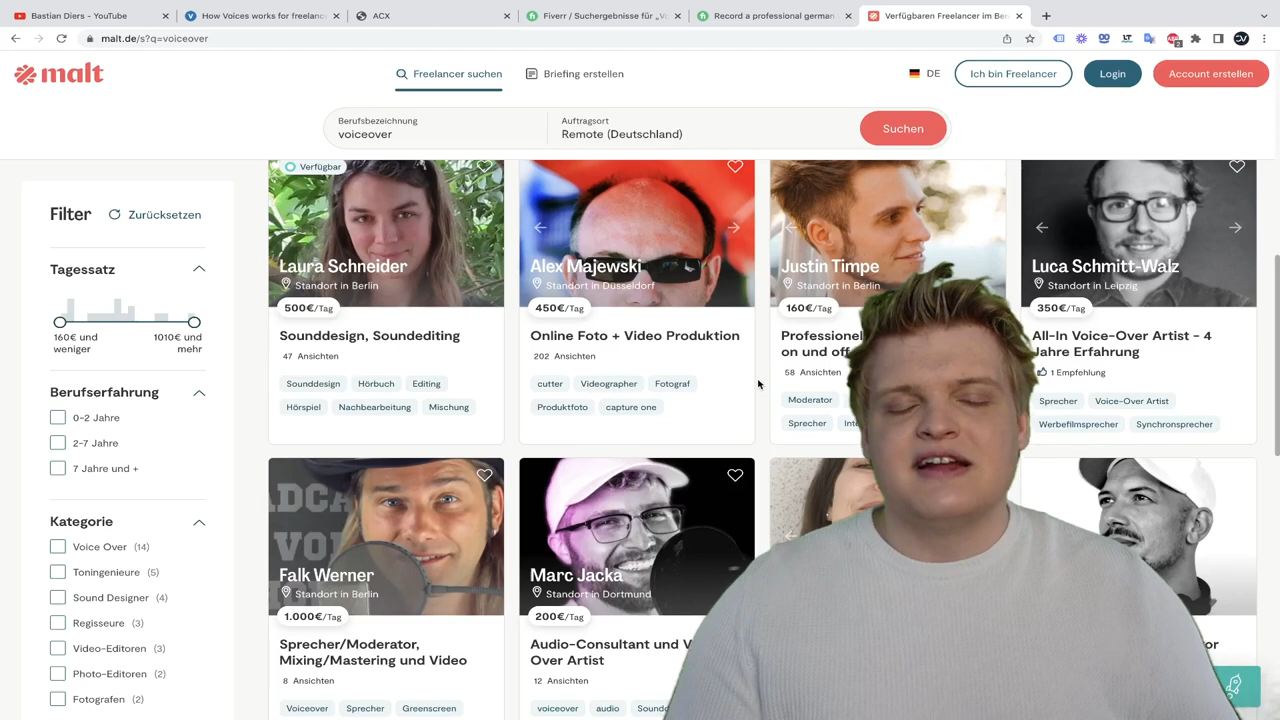 Bastian Diers - YouTube
How Voices works for freelanc
ACX
Fiverr / Suchergebnisse für „Vo
Record a professional german
Verfügbaren Freelancer im Ber
malt.de/s?q=voiceover
malt
Freelancer suchen
Briefing erstellen
DE
Ich bin Freelancer
Login
Account erstellen
Berufsbezeichnung
voiceover
Auftragsort
Remote (Deutschland)
Suchen
Filter
Zurücksetzen
Tagessatz
160€ und weniger
1010€ und mehr
Berufserfahrung
0-2 Jahre
2-7 Jahre
7 Jahre und +
Kategorie
Voice Over (14)
Toningenieure (5)
Sound Designer (4)
Regisseure (3)
Video-Editoren (3)
Photo-Editoren (2)
Fotografen (2)
Verfügbar
Laura Schneider
Standort in Berlin
500€/Tag
Sounddesign, Soundediting
47 Ansichten
Sounddesign Hörbuch Editing
Hörspiel Nachbearbeitung Mischung
Alex Majewski
Standort in Düsseldorf
450€/Tag
Online Foto + Video Produktion
202 Ansichten
cutter Videographer Fotograf
Produktfoto capture one
Justin Timpe
Standort in Berlin
160€/Tag
Professionel
on und off
58 Ansichten
Moderator
Sprecher Inte
Luca Schmitt-Walz
Standort in Leipzig
350€/Tag
All-In Voice-Over Artist - 4
Jahre Erfahrung
1 Empfehlung
Sprecher Voice-Over Artist
Werbefilmsprecher Synchronsprecher
Falk Werner
Standort in Berlin
1.000€/Tag
Sprecher/Moderator,
Mixing/Mastering und Video
8 Ansichten
Voiceover Sprecher Greenscreen
Marc Jacka
Standort in Dortmund
200€/Tag
Audio-Consultant und V
Over Artist
12 Ansichten
voiceover audio Sound
or